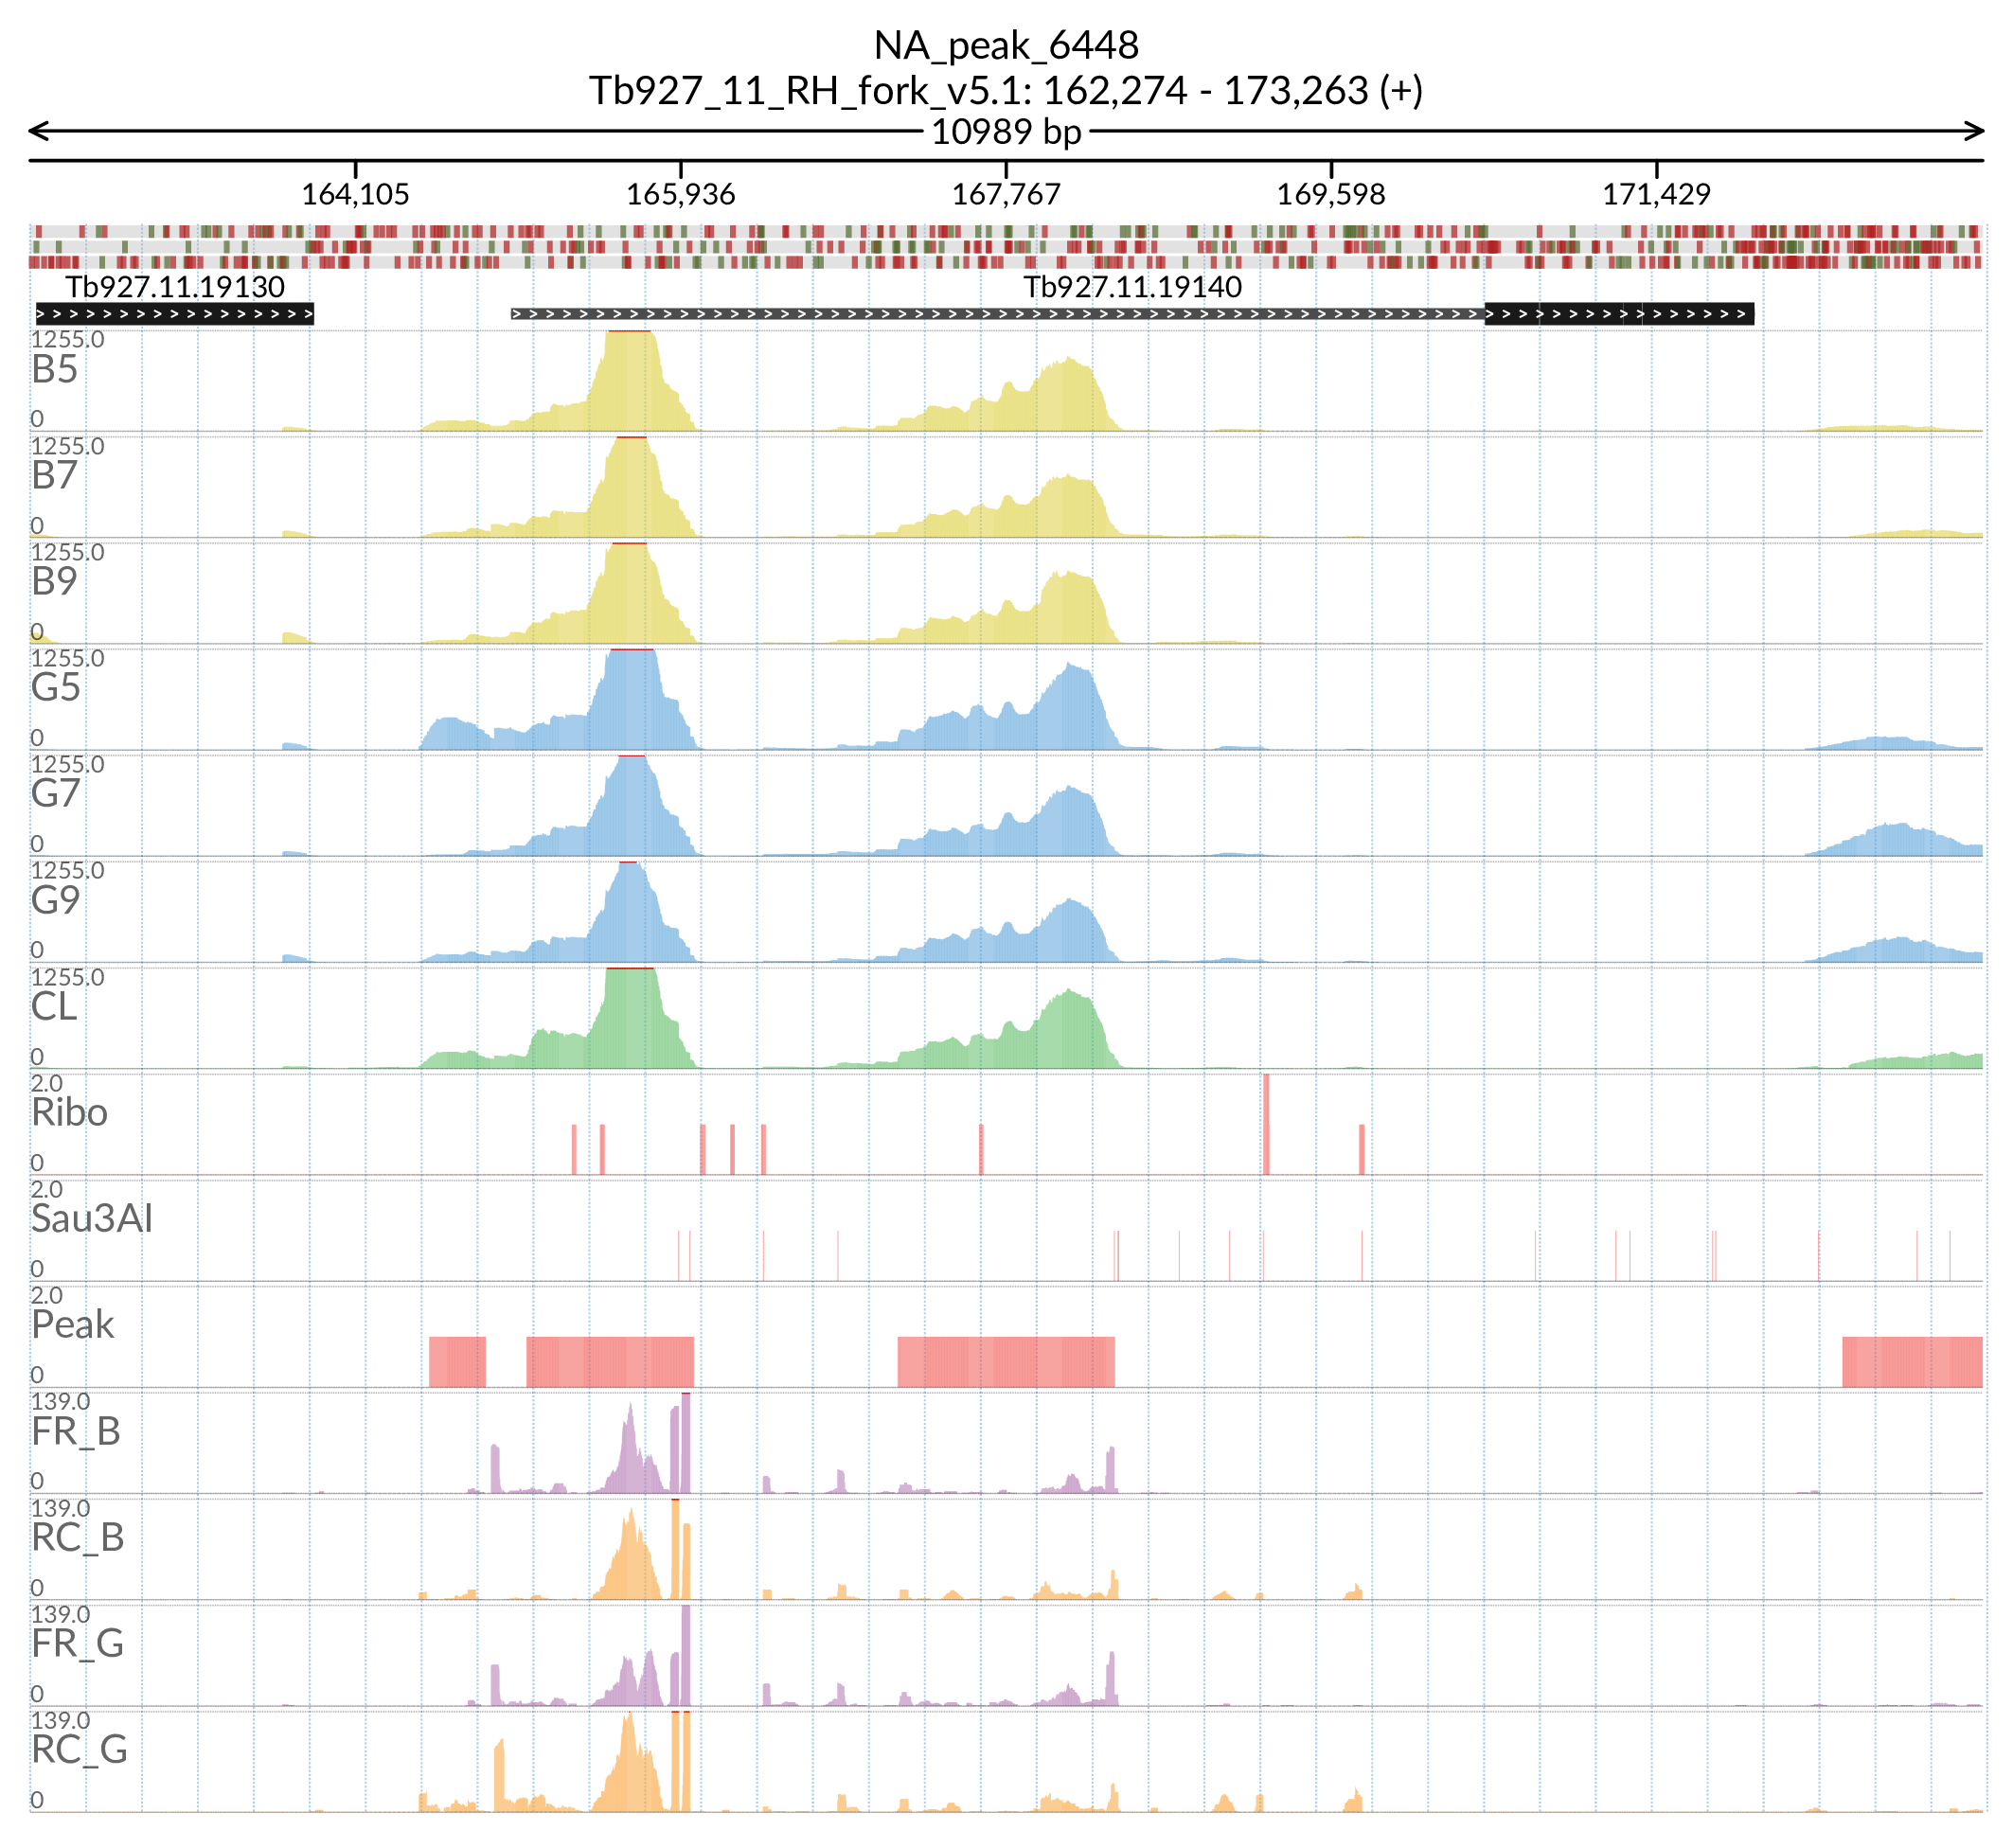 NA_peak_6448
Tb927_11_RH_fork_v5.1: 162,274 - 173,263 (+)
10989 bp
164,105 165,936 167,767 169,598 171,429
Tb927.11.19130 Tb927.11.19140
1255.0
B5
0
1255.0
B7
0
1255.0
B9
0
1255.0
G5
0
1255.0
G7
0
1255.0
G9
0
1255.0
CL
0
2.0
Ribo
0
2.0
Sau3AI
0
2.0
Peak
0
139.0
FR_B
0
139.0
RC_B
0
139.0
FR_G
0
139.0
RC_G
0